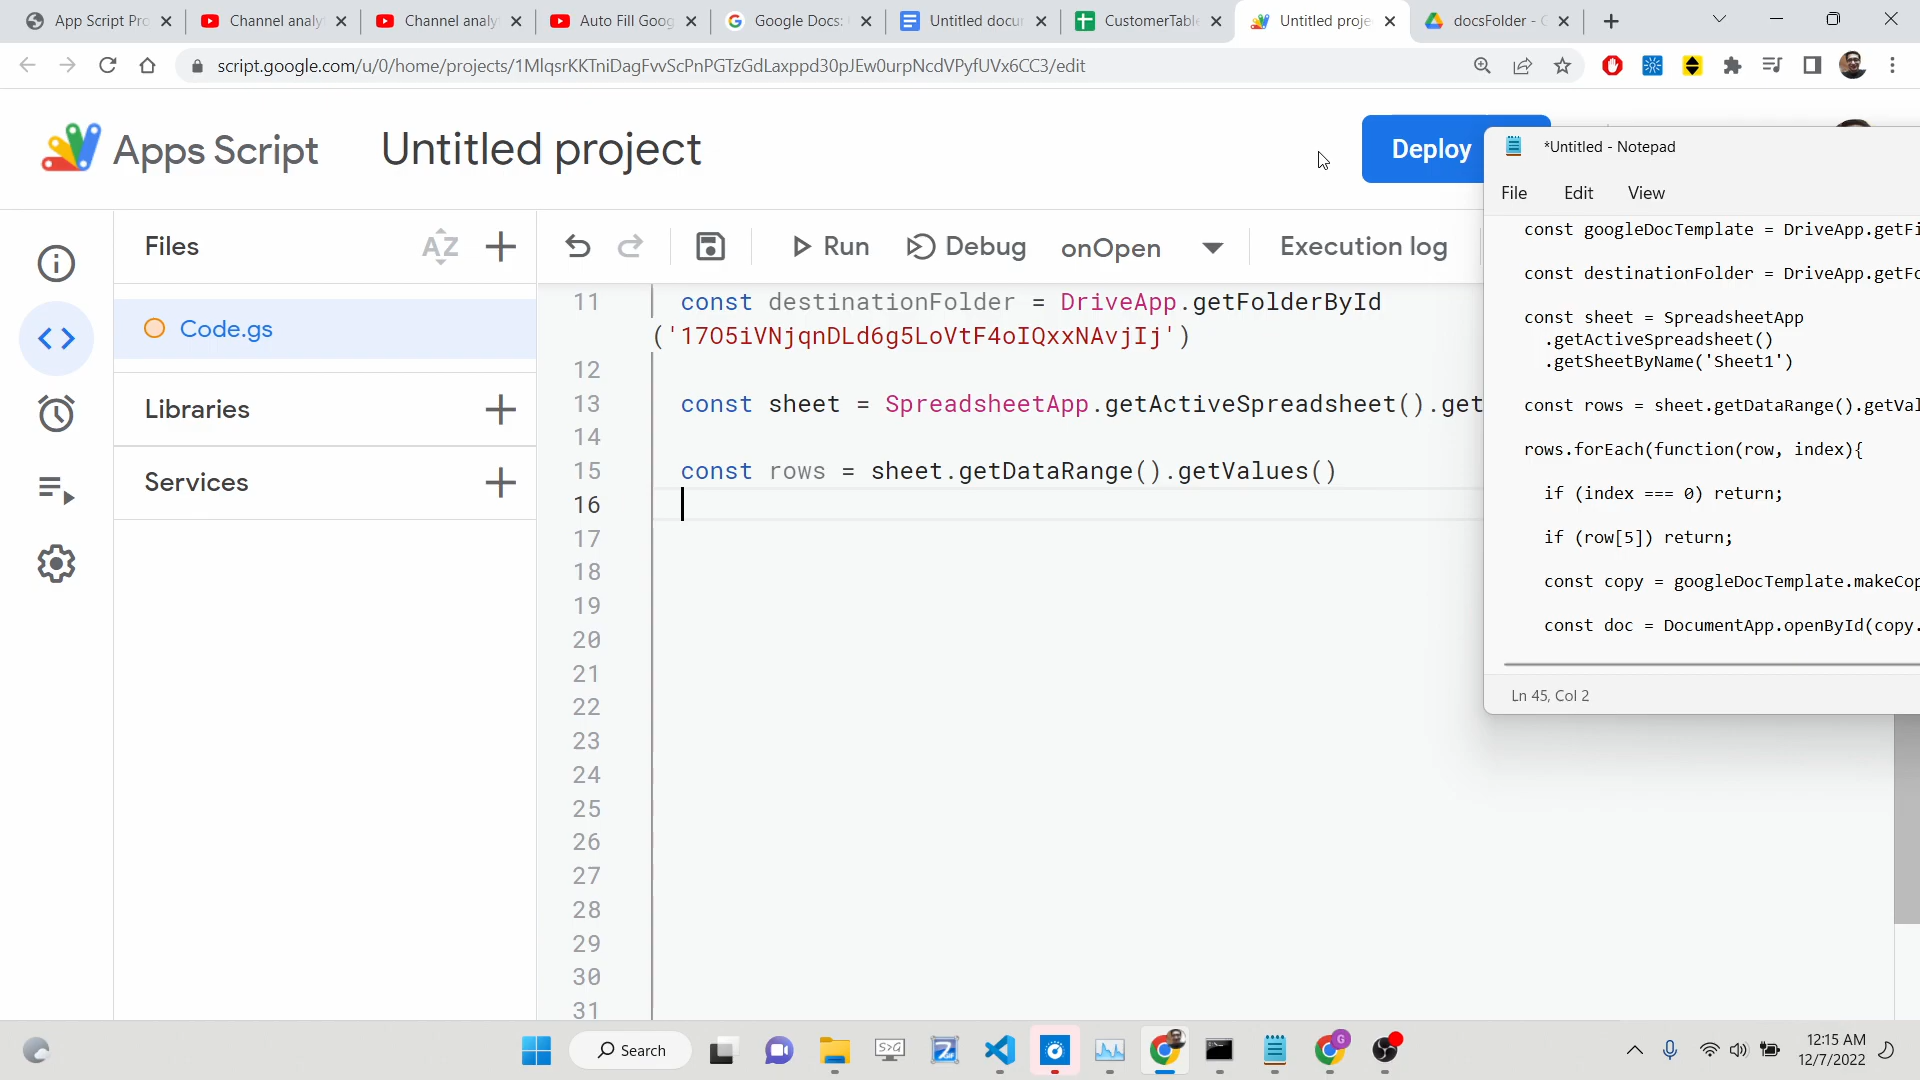 App Script Pro
Channel analy
Channel analy
Auto Fill Goog
Google Docs:
Untitled docu
CustomerTable
Untitled proje
docsFolder - G
script.google.com/u/0/home/projects/1MlqsrKKTniDagFvvScPnPGTzGdLaxppd30pJEw0urpNcdVPyfUVx6CC3/edit
Apps Script
Untitled project
Deploy
Files
AZ
Code.gs
Libraries
Services
Run
Debug
onOpen
Execution log
11 const destinationFolder = DriveApp.getFolderById
('17O5iVNjqnDLd6g5LoVtF4oIQxxNAvjIj')
12
13 const sheet = SpreadsheetApp.getActiveSpreadsheet().get
14
15 const rows = sheet.getDataRange().getValues()
16
17
18
19
20
21
22
23
24
25
26
27
28
29
30
31
*Untitled - Notepad
File Edit View
const googleDocTemplate = DriveApp.getFi
const destinationFolder = DriveApp.getFo
const sheet = SpreadsheetApp
.getActiveSpreadsheet()
.getSheetByName('Sheet1')
const rows = sheet.getDataRange().getVal
rows.forEach(function(row, index){
if (index === 0) return;
if (row[5]) return;
const copy = googleDocTemplate.makeCop
const doc = DocumentApp.openById(copy.
Ln 45, Col 2
Search
12:15 AM
12/7/2022